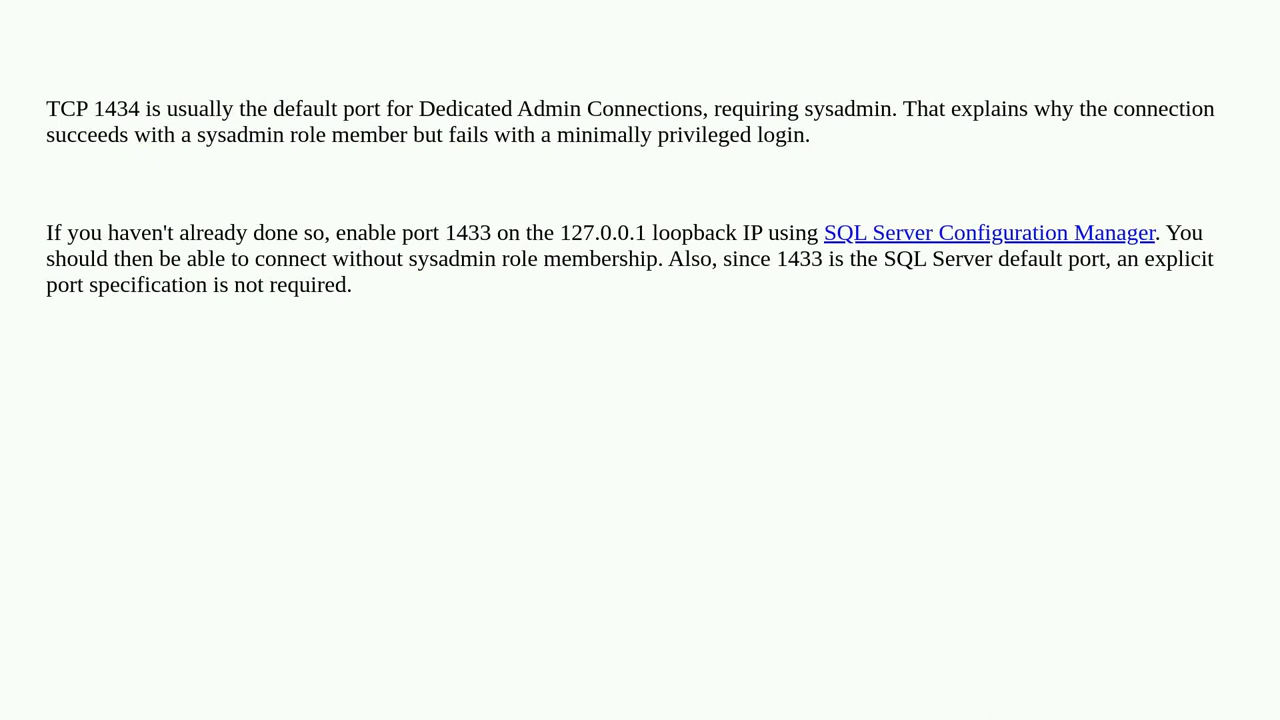 TCP 1434 is usually the default port for Dedicated Admin Connections, requiring sysadmin. That explains why the connection
succeeds with a sysadmin role member but fails with a minimally privileged login.
If you haven't already done so, enable port 1433 on the 127.0.0.1 loopback IP using SQL Server Configuration Manager. You
should then be able to connect without sysadmin role membership. Also, since 1433 is the SQL Server default port, an explicit
port specification is not required.